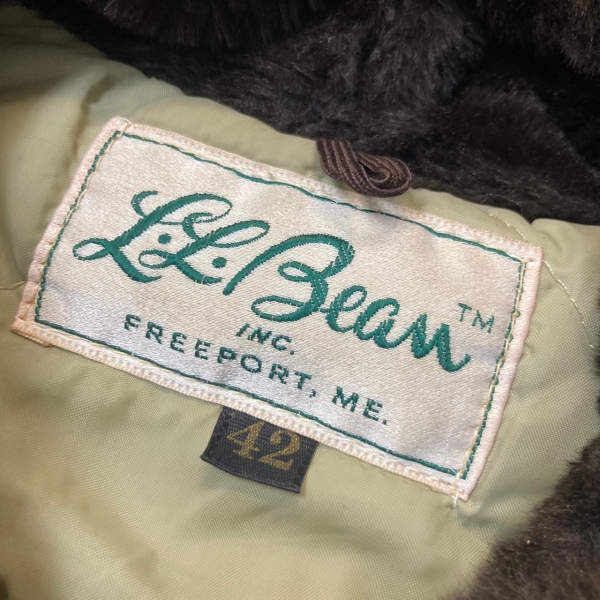 L.L.Bean™
INC.
FREEPORT, ME.
42